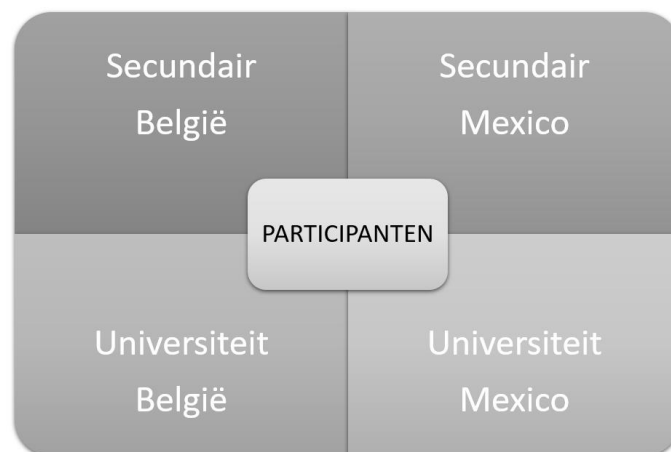 Secundair
België
Secundair
Mexico
PARTICIPANTEN
Universiteit
België
Universiteit
Mexico